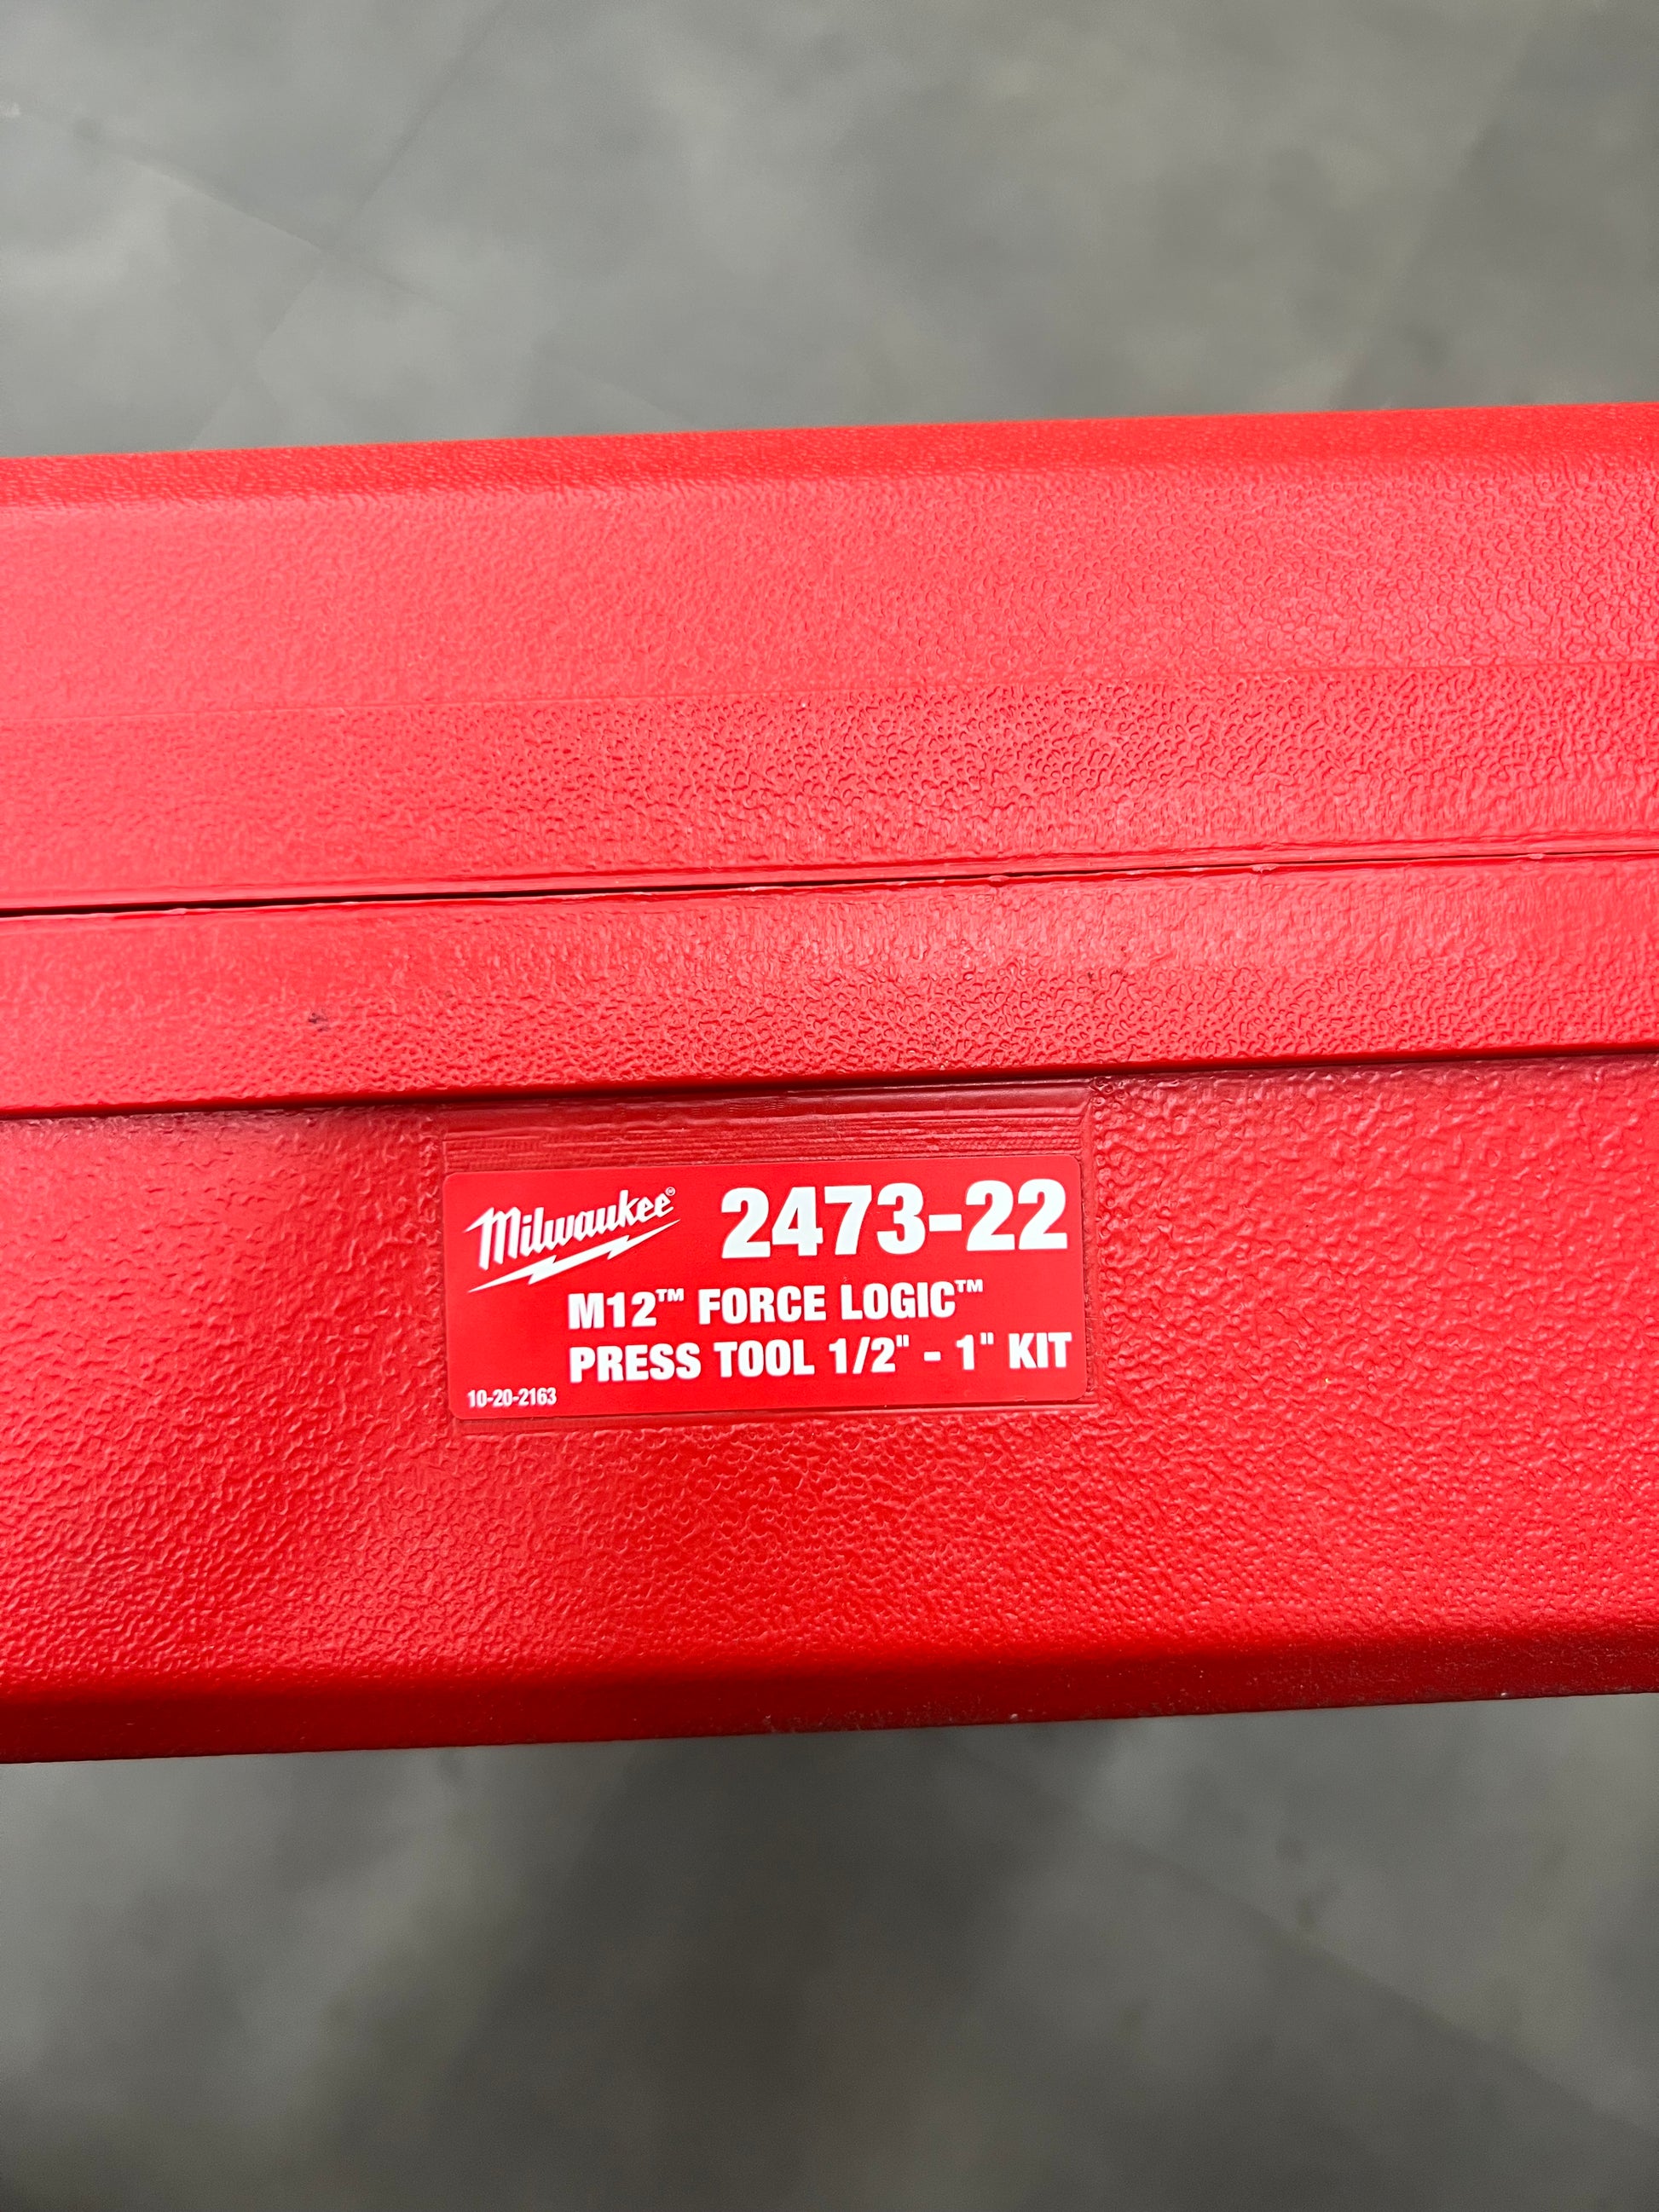 Milwaukee® 2473-22
M12™ FORCE LOGIC™
PRESS TOOL 1/2" - 1" KIT
10-20-2163